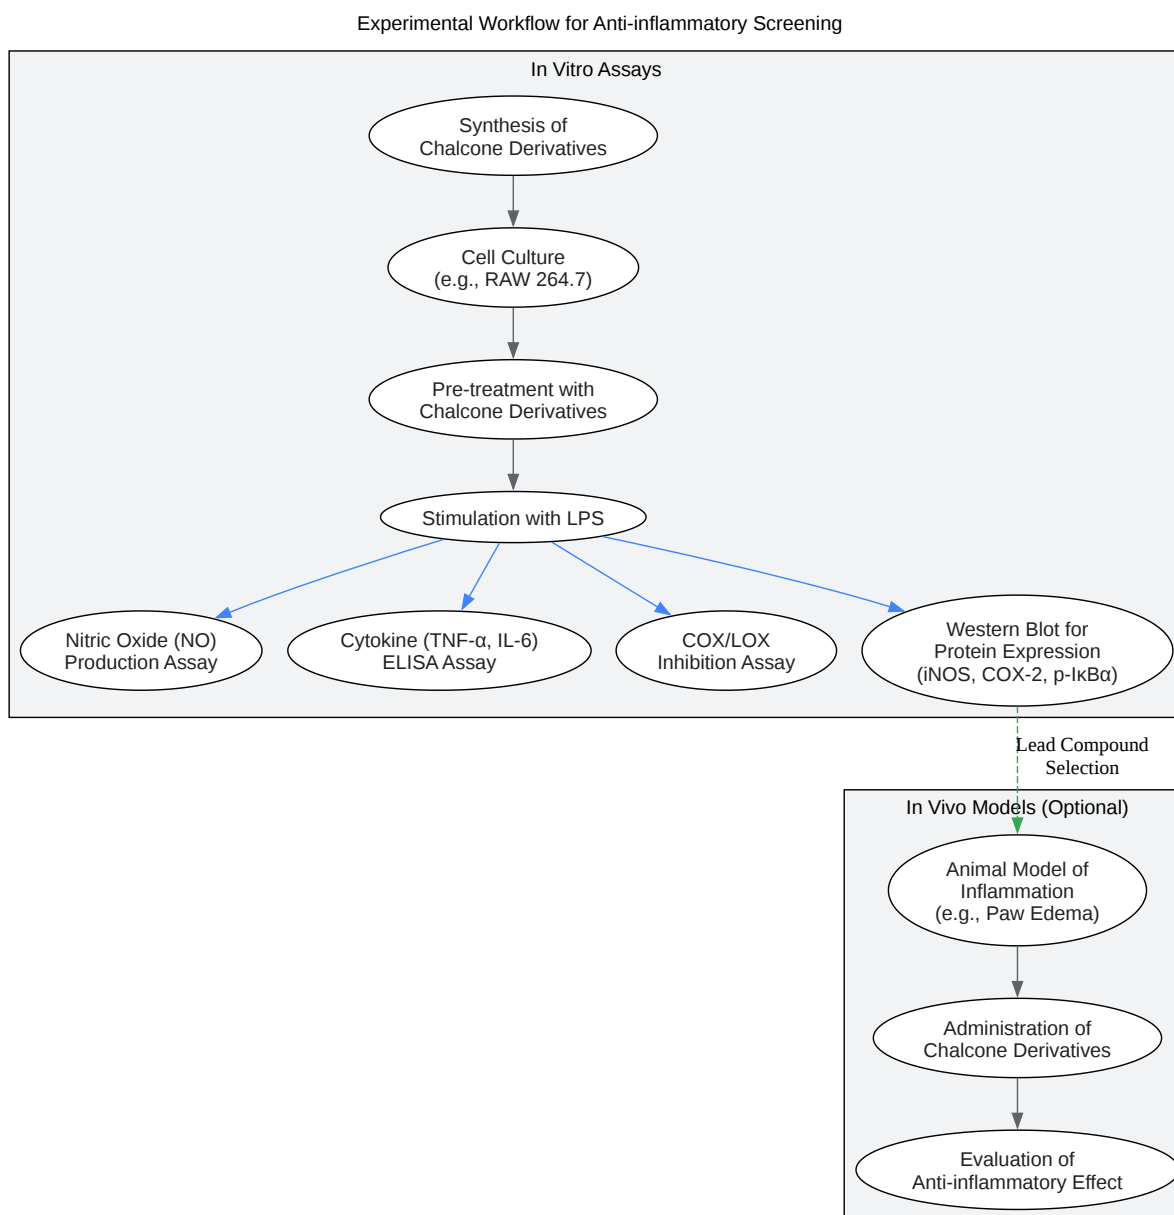 Experimental Workflow for Anti-inflammatory Screening
In Vitro Assays
Synthesis of
Chalcone Derivatives
Cell Culture
(e.g., RAW 264.7)
Pre-treatment with
Chalcone Derivatives
Stimulation with LPS
Nitric Oxide (NO)
Production Assay
Cytokine (TNF-α, IL-6)
ELISA Assay
COX/LOX
Inhibition Assay
Western Blot for
Protein Expression
(iNOS, COX-2, p-IκBα)
Lead Compound
Selection
In Vivo Models (Optional)
Animal Model of
Inflammation
(e.g., Paw Edema)
Administration of
Chalcone Derivatives
Evaluation of
Anti-inflammatory Effect